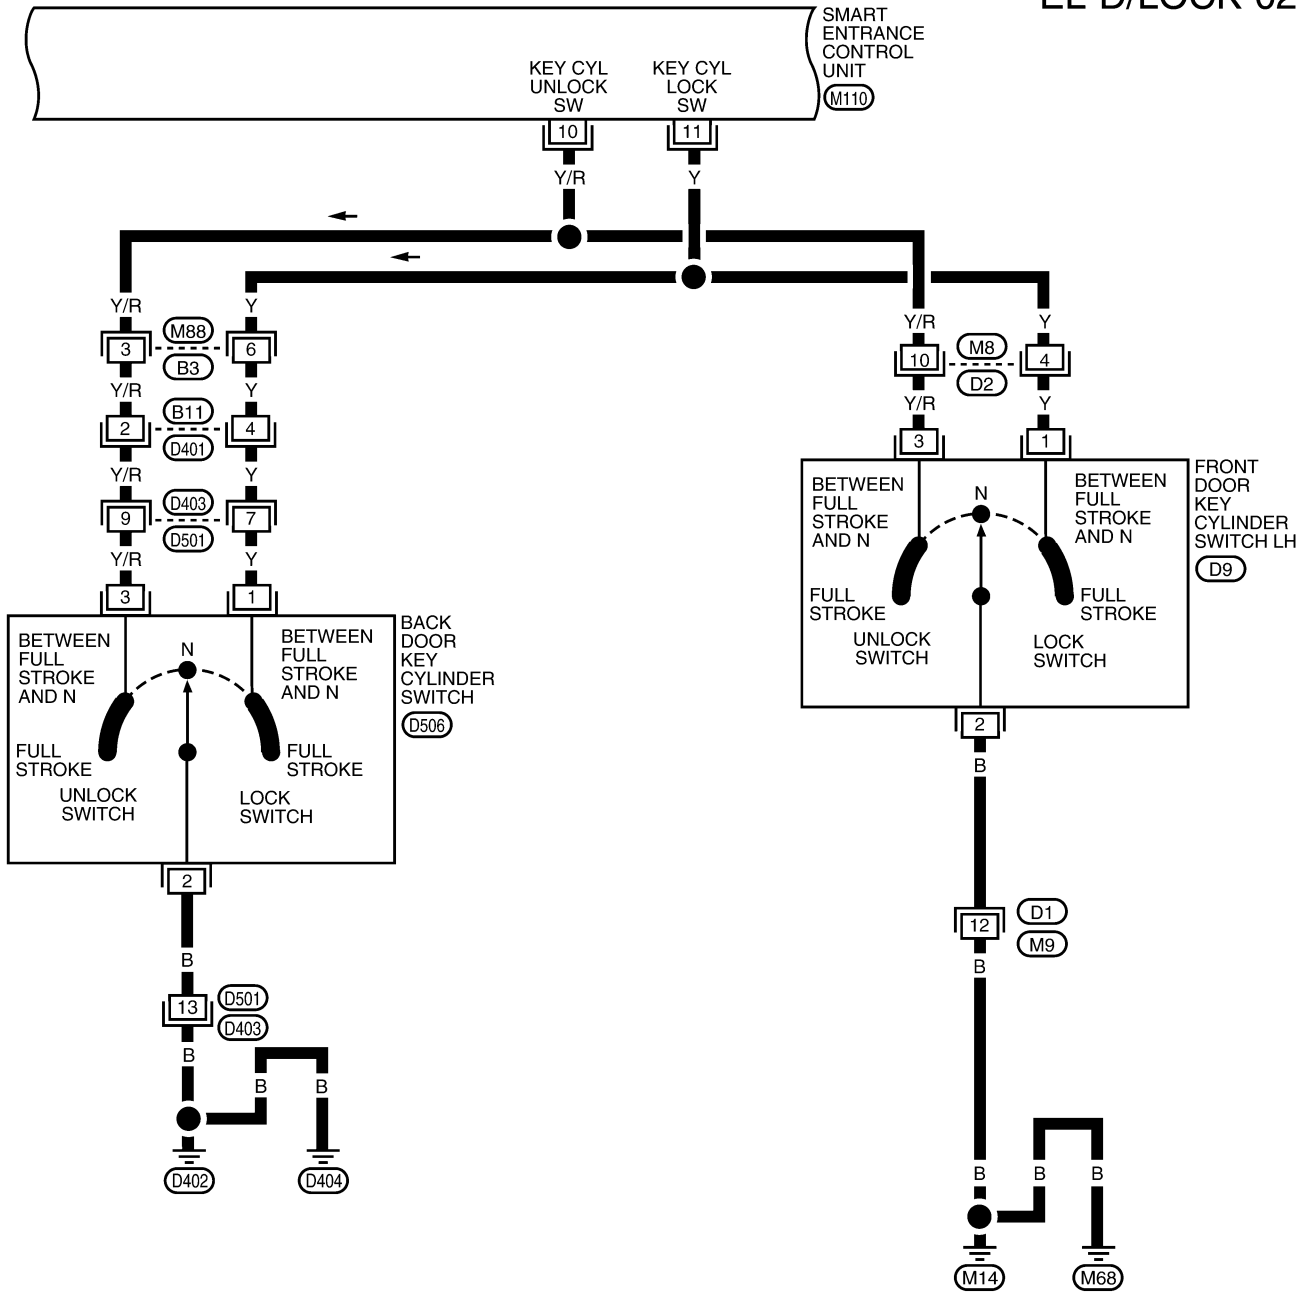 EL-D/LOCK-02
SMART
ENTRANCE
CONTROL
UNIT
M110
KEY CYL
UNLOCK
SW
KEY CYL
LOCK
SW
10
11
Y/R
Y
Y/R
Y
Y/R
Y
3
M88
B3
6
10
M8
D2
4
Y/R
Y
Y/R
Y
2
B11
D401
4
3
1
Y/R
Y
9
D403
D501
7
Y/R
Y
3
1
FRONT
DOOR
KEY
CYLINDER
SWITCH LH
D9
BETWEEN
FULL
STROKE
AND N
N
BETWEEN
FULL
STROKE
AND N
FULL
STROKE
FULL
STROKE
UNLOCK
SWITCH
LOCK
SWITCH
2
B
BACK
DOOR
KEY
CYLINDER
SWITCH
D506
BETWEEN
FULL
STROKE
AND N
N
BETWEEN
FULL
STROKE
AND N
FULL
STROKE
FULL
STROKE
UNLOCK
SWITCH
LOCK
SWITCH
2
B
12
D1
M9
B
13
D501
D403
B
B
B
D402
D404
B
B
B
M14
M68